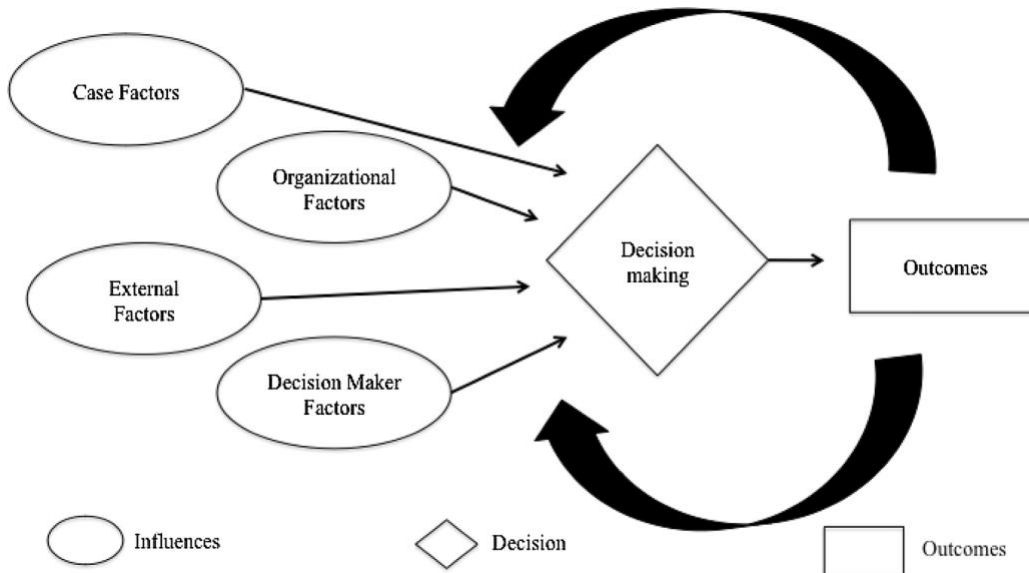 Case Factors
Organizational
Factors
External
Factors
Decision Maker
Factors
Decision
making
Outcomes
Influences
Decision
Outcomes